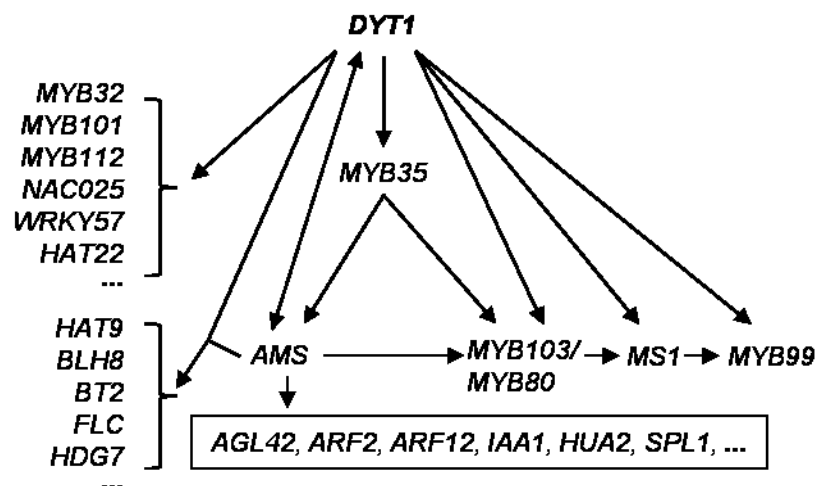 DYT1
MYB32
MYB101
MYB112
NAC025
WRKY57
HAT22
...
MYB35
HAT9
BLH8
BT2
FLC
HDG7
...
AMS
MYB103/
MYB80
MS1
MYB99
AGL42, ARF2, ARF12, IAA1, HUA2, SPL1, ...